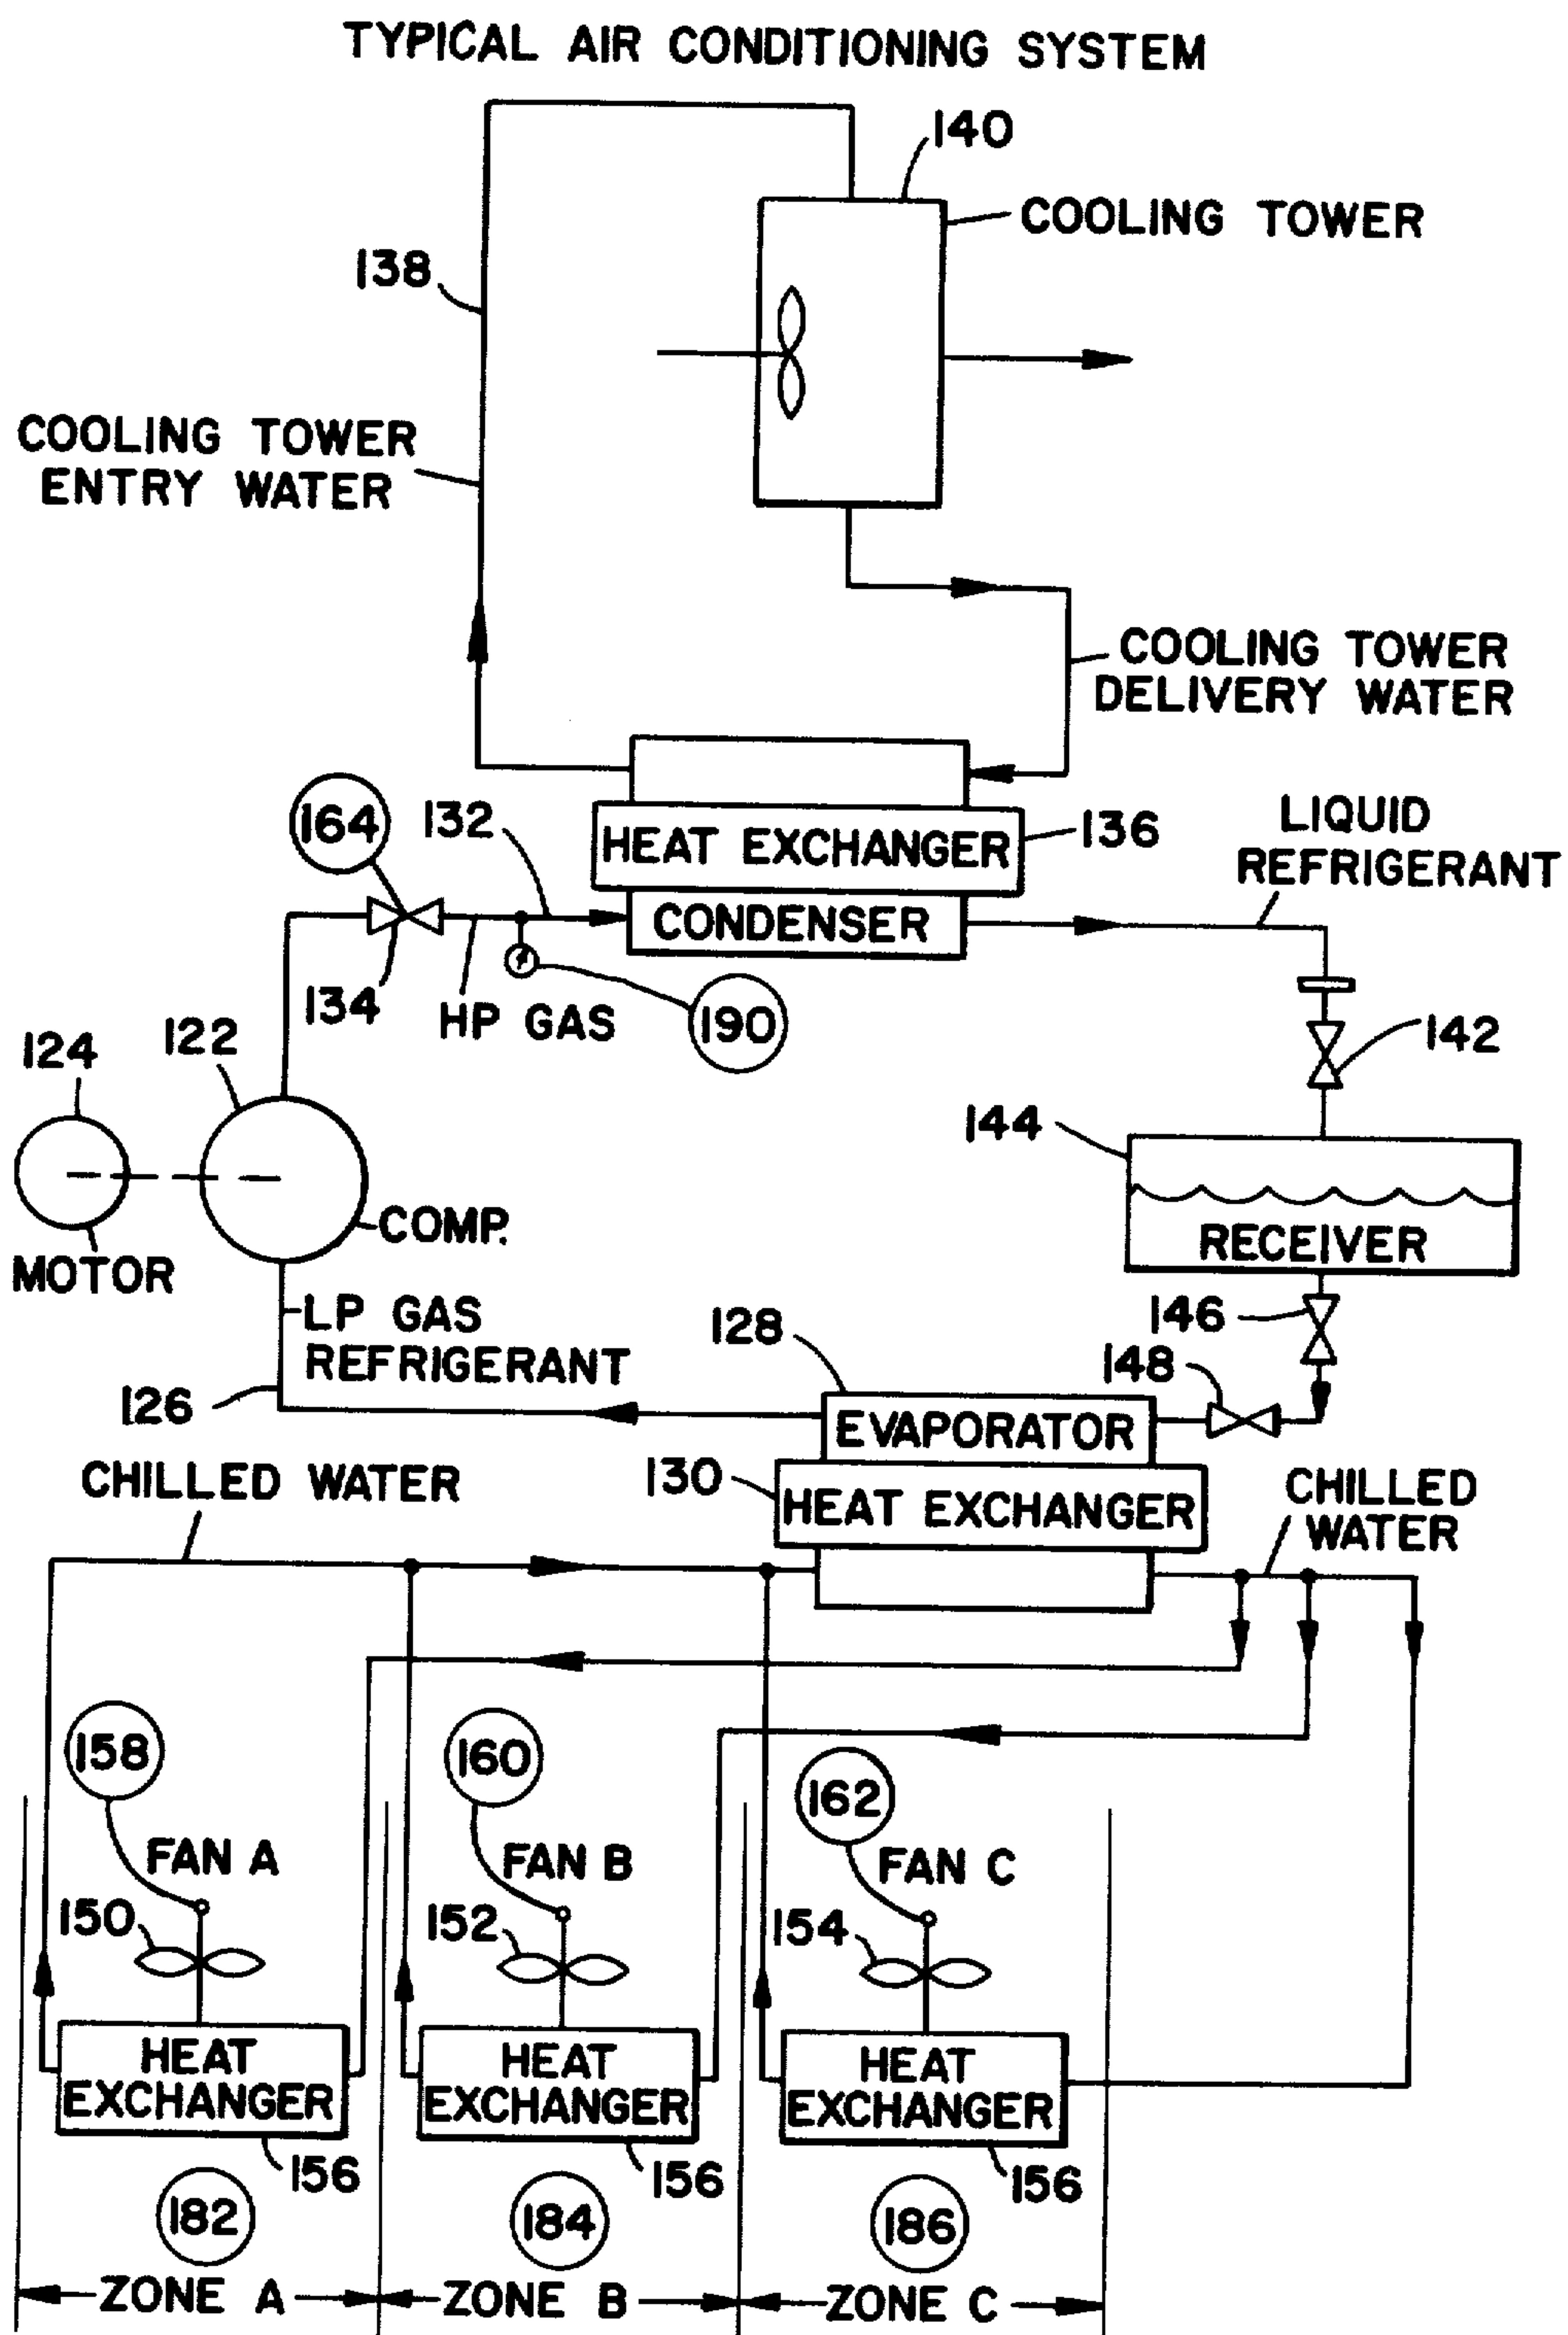 TYPICAL AIR CONDITIONING SYSTEM
140
COOLING TOWER
138
COOLING TOWER
ENTRY WATER
COOLING TOWER
DELIVERY WATER
164
132
HEAT EXCHANGER
136
LIQUID
REFRIGERANT
CONDENSER
134
HP GAS
190
142
124
122
144
COMP.
RECEIVER
MOTOR
LP GAS
REFRIGERANT
146
128
148
126
EVAPORATOR
CHILLED WATER
130
HEAT EXCHANGER
CHILLED
WATER
158
160
162
FAN A
FAN B
FAN C
150
152
154
HEAT
EXCHANGER
HEAT
EXCHANGER
HEAT
EXCHANGER
156
156
156
182
184
186
ZONE A
ZONE B
ZONE C